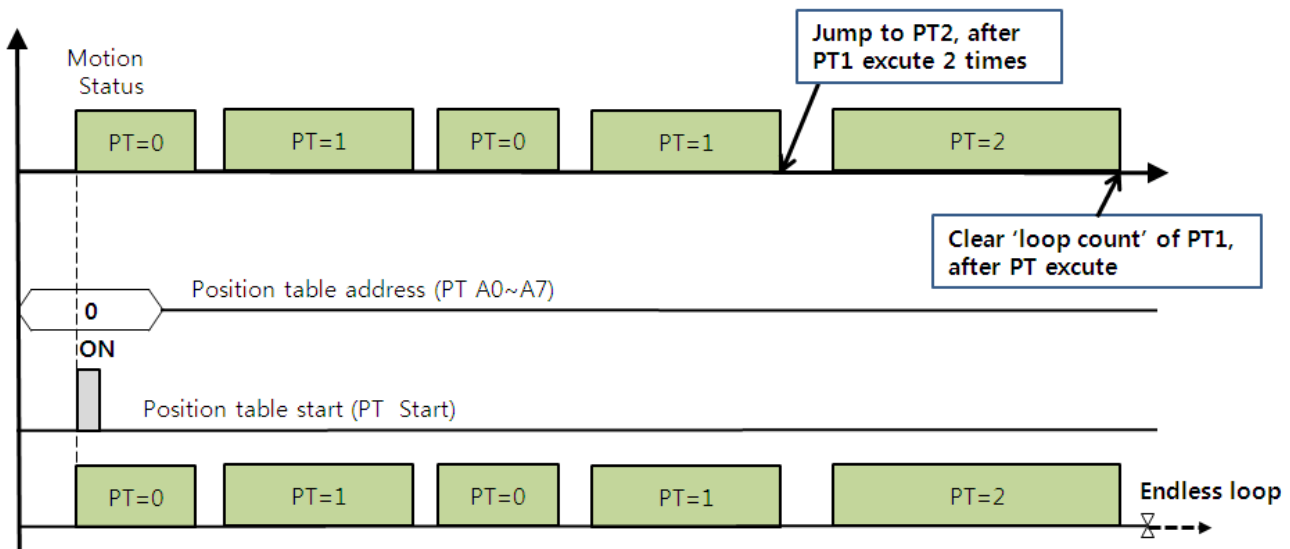 Jump to PT2, after
PT1 excute 2 times
Motion
Status
PT=0
PT=1
PT=0
PT=1
PT=2
Clear ‘loop count’ of PT1,
after PT excute
Position table address (PT A0~A7)
0
ON
Position table start (PT Start)
PT=0
PT=1
PT=0
PT=1
PT=2
Endless loop